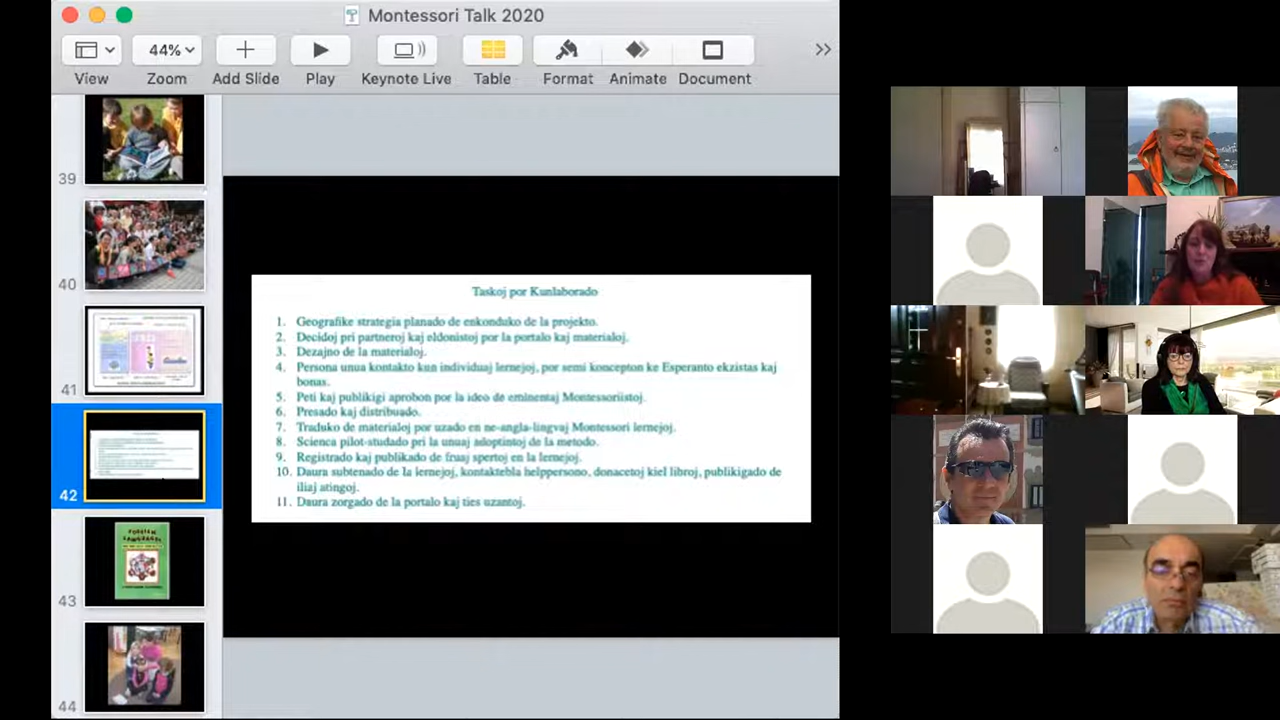 Montessori Talk 2020
44%
View Zoom Add Slide Play Keynote Live Table Format Animate Document
39
40
41
42
43
44
Taskoj por Kunlaborado
1. Geografike strategia planado de enkonduko de la projekto.
2. Decidoj pri partneroj kaj eldonistoj por la portalo kaj materialoj.
3. Dezajno de la materialoj.
4. Persona unua kontakto kun individuaj lernejoj, por semi koncepton ke Esperanto ekzistas kaj
bonas.
5. Peti kaj publikigi aprobon por la ideo de eminentaj Montessoriistoj.
6. Presado kaj distribuado.
7. Traduko de materialoj por uzado en ne-angla-lingvaj Montessori lernejoj.
8. Scienca pilot-studado pri la unuaj adoptintoj de la metodo.
9. Registrado kaj publikado de fruaj spertoj en la lernejoj.
10. Daura subtenado de la lernejoj, kontaktebla helppersono, donacetoj kiel libroj, publikigado de
iliaj atingoj.
11. Daura zorgado de la portalo kaj ties uzantoj.